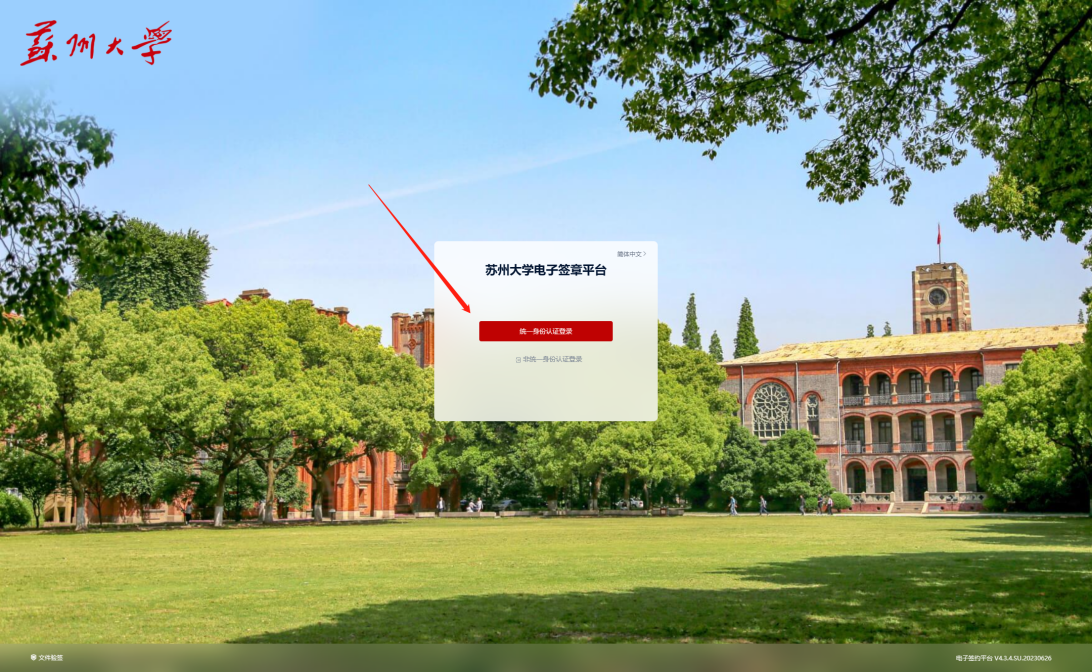 蘇州大學
简体中文
苏州大学电子签章平台
统一身份认证登录
非统一身份认证登录
文件验签
电子签约平台 V4.3.4.SU.20230626